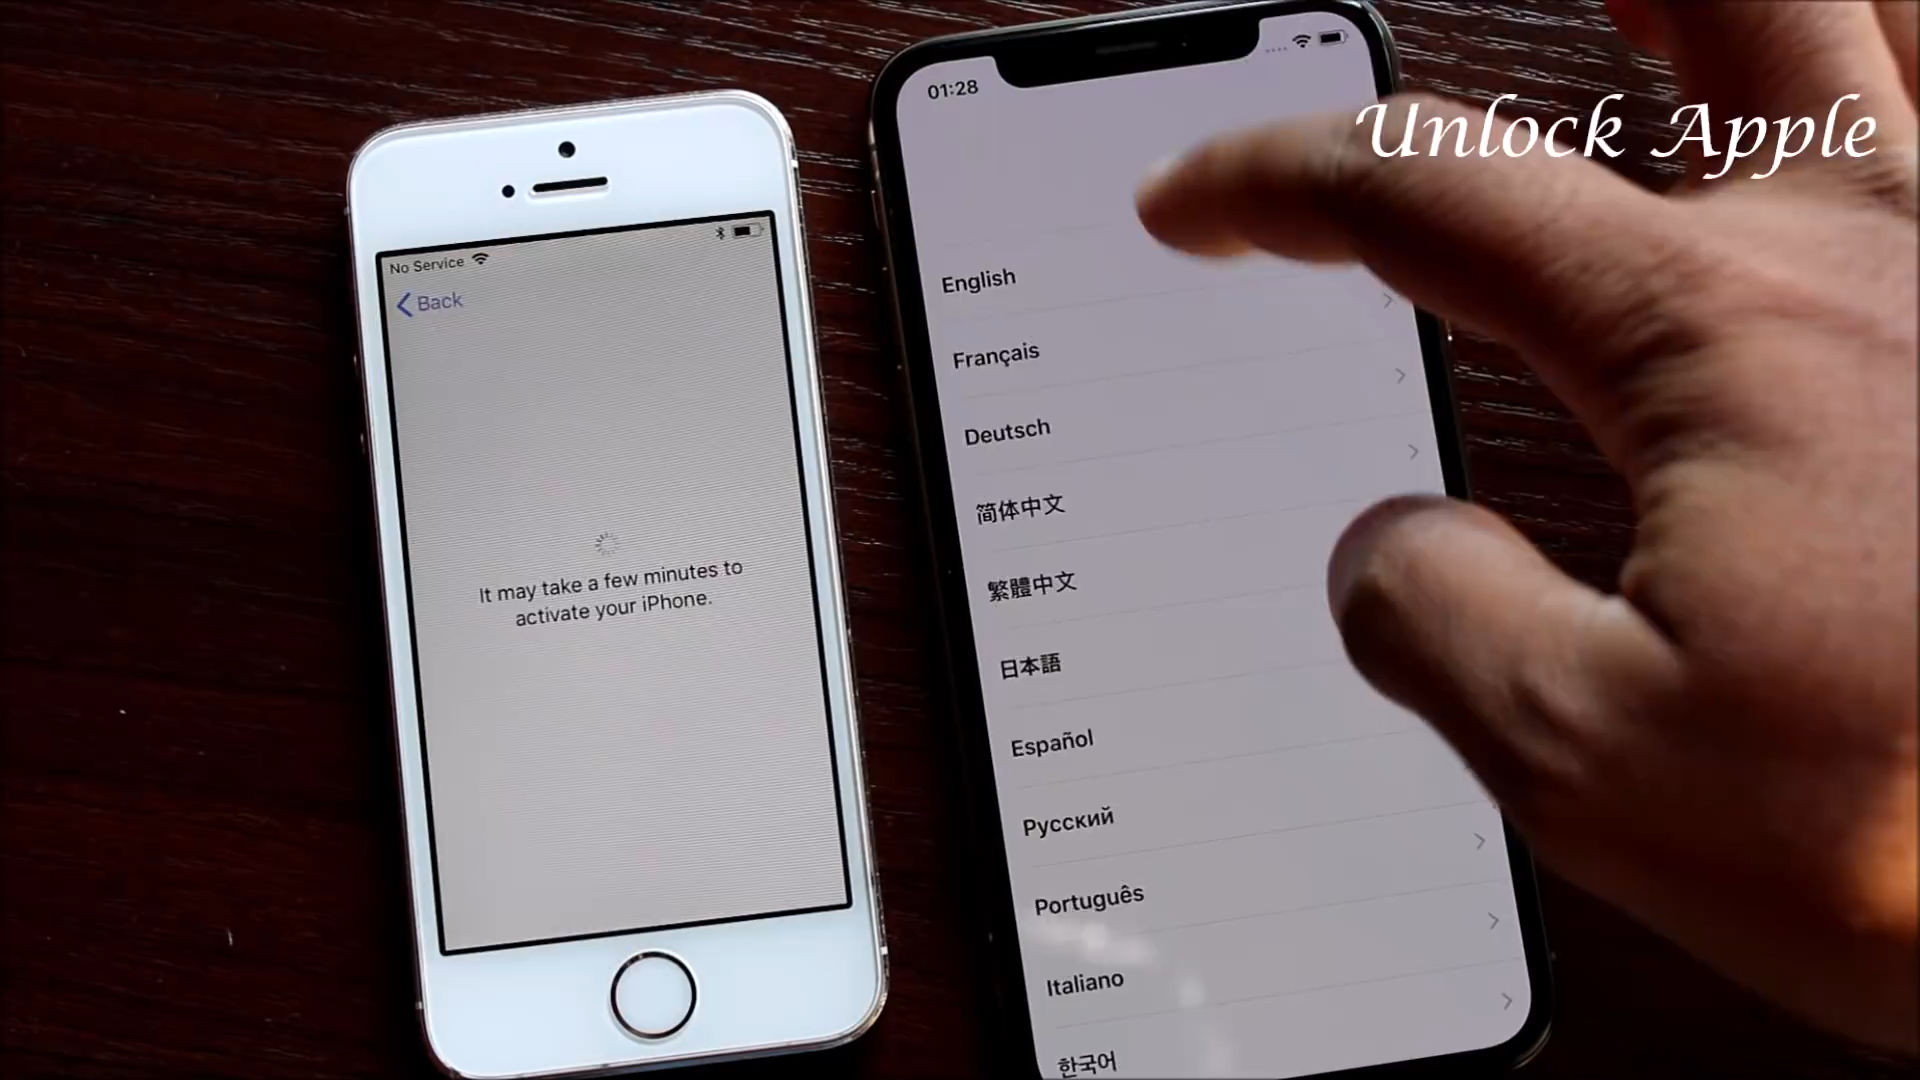 Unlock Apple
No Service
Back
It may take a few minutes to
activate your iPhone.
01:28
English
Français
Deutsch
简体中文
繁體中文
日本語
Español
Русский
Português
Italiano
한국어